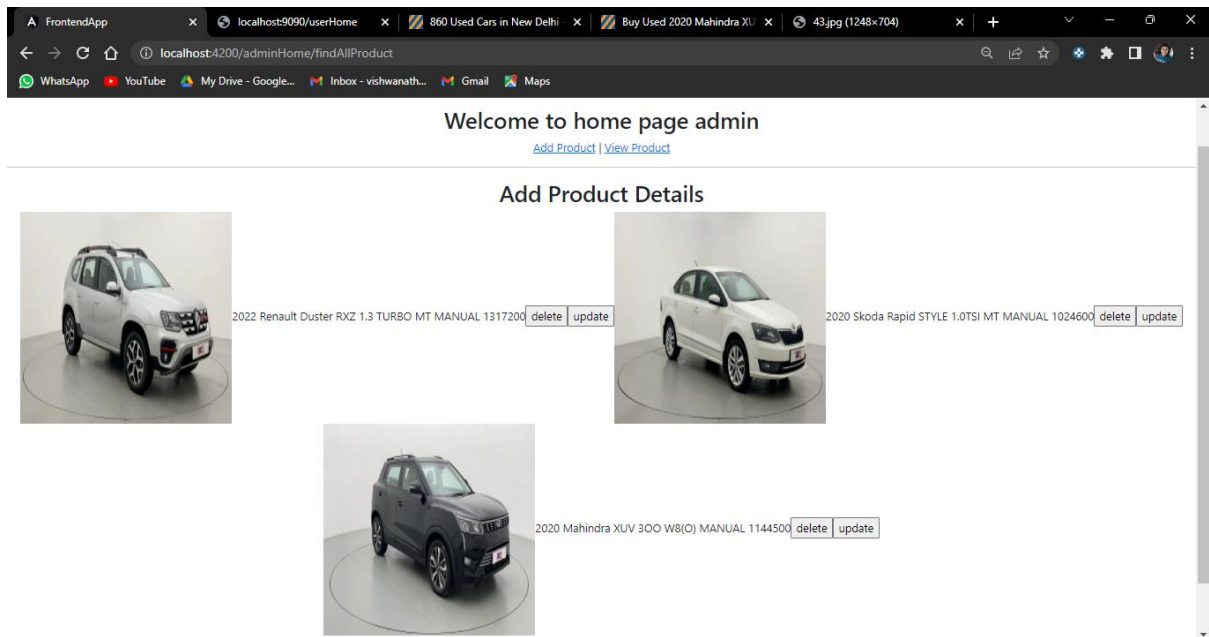 FrontendApp
localhost:9090/userHome
860 Used Cars in New Delhi -
Buy Used 2020 Mahindra XU
43.jpg (1248×704)
localhost:4200/adminHome/findAllProduct
WhatsApp
YouTube
My Drive - Google...
Inbox - vishwanath...
Gmail
Maps
Welcome to home page admin
Add Product | View Product
Add Product Details
2022 Renault Duster RXZ 1.3 TURBO MT MANUAL 1317200 delete update
2020 Skoda Rapid STYLE 1.0TSI MT MANUAL 1024600 delete update
2020 Mahindra XUV 3OO W8(O) MANUAL 1144500 delete update